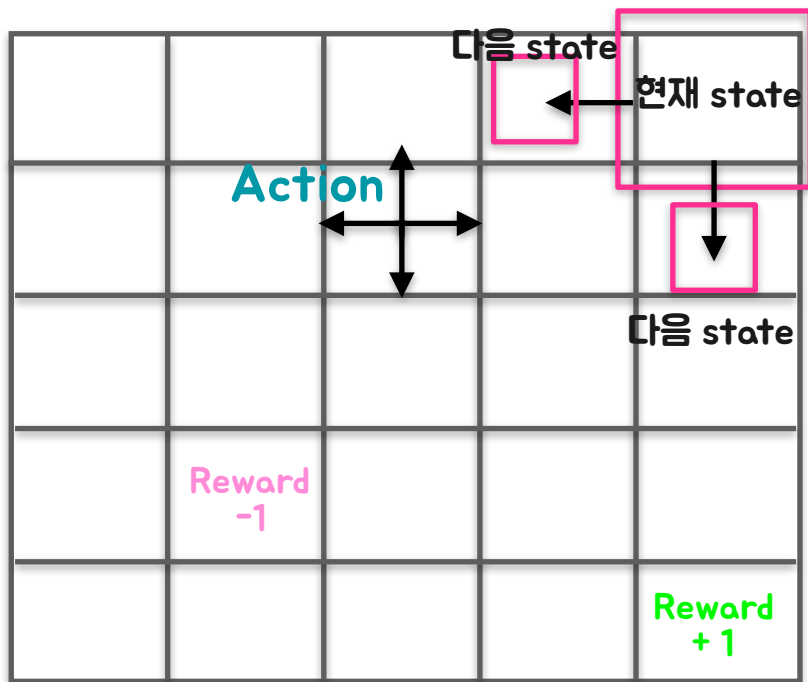 다음 state
현재 state
Action
다음 state
Reward
-1
Reward
+ 1